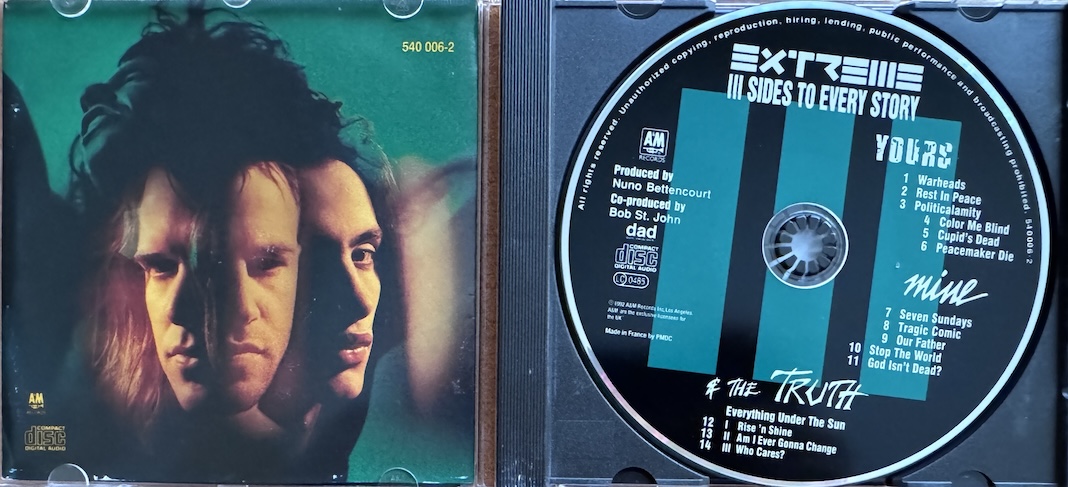 540 006-2
A&M
RECORDS
COMPACT
disc
DIGITAL AUDIO
All rights reserved. Unauthorized copying, reproduction, hiring, lending, public performance and broadcasting prohibited. 540006-2
EXTREME
III SIDES TO EVERY STORY
A&M
RECORDS
Produced by
Nuno Bettencourt
Co-produced by
Bob St. John
dad
COMPACT
disc
DIGITAL AUDIO
LC 0485
℗ 1992 A&M Records Inc, Los Angeles
A&M are the exclusive licensees for
the UK
Made in France by PMDC
YOURS
1 Warheads
2 Rest In Peace
3 Politicalamity
4 Color Me Blind
5 Cupid's Dead
6 Peacemaker Die
mine
7 Seven Sundays
8 Tragic Comic
9 Our Father
10 Stop The World
11 God Isn't Dead?
& THE TRUTH
Everything Under The Sun
12 I Rise 'n Shine
13 II Am I Ever Gonna Change
14 III Who Cares?